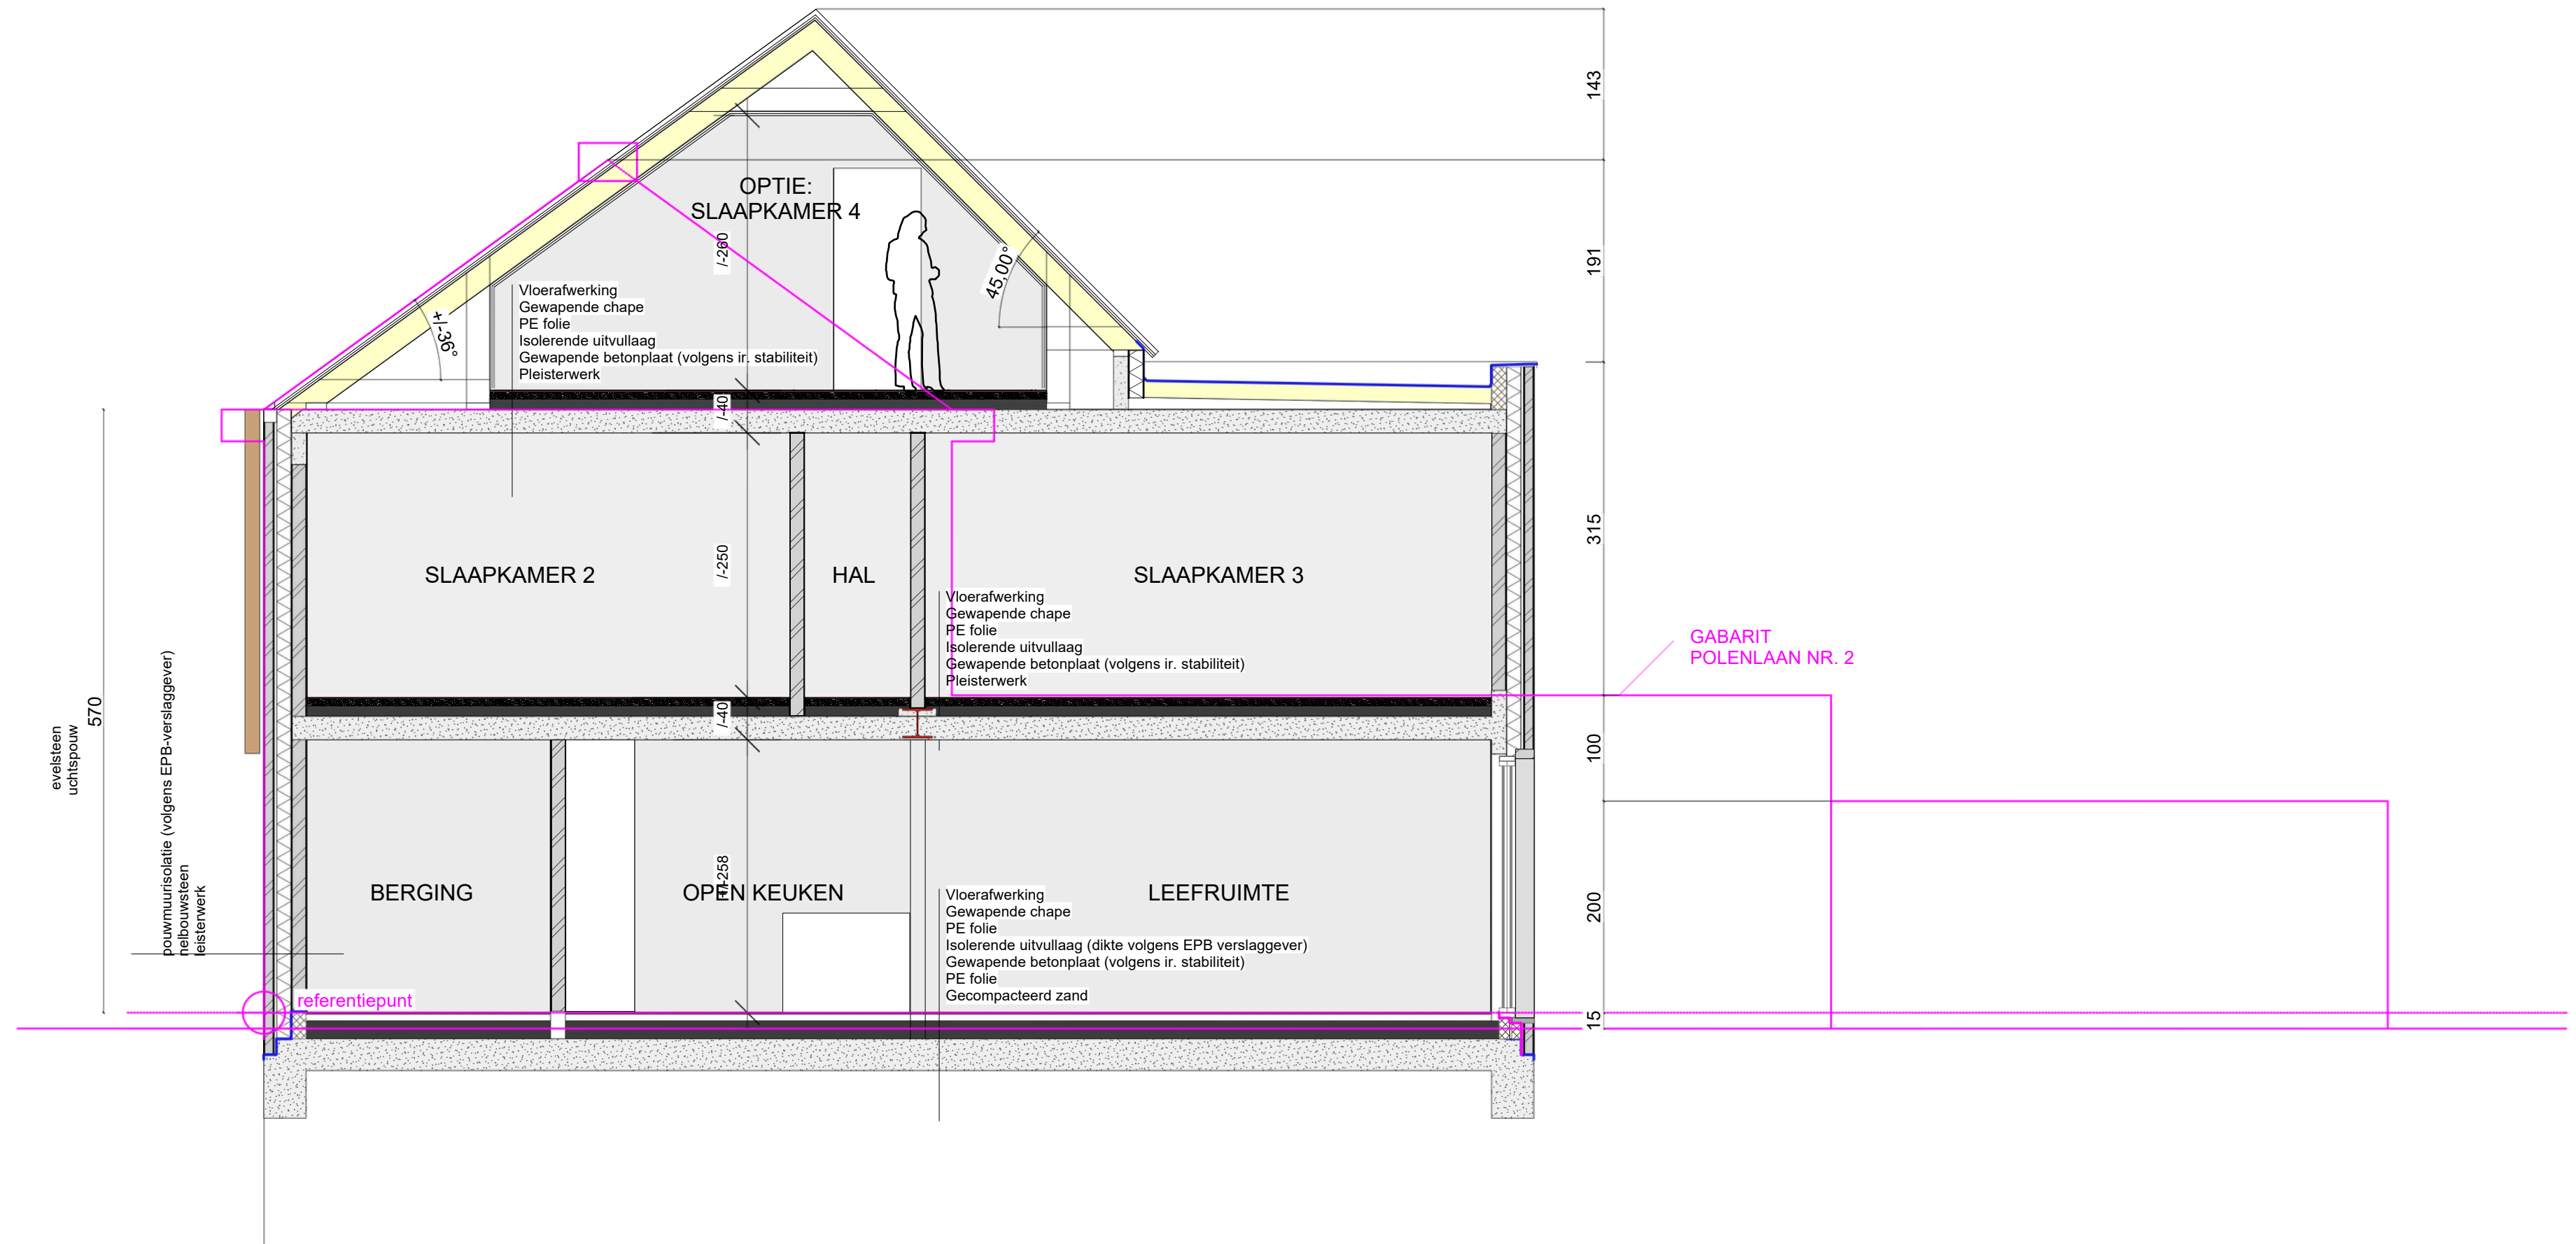 143
191
315
100
200
15
570
OPTIE:
SLAAPKAMER 4
/-260
45,00°
+/-36°
Vloerafwerking
Gewapende chape
PE folie
Isolerende uitvullaag
Gewapende betonplaat (volgens ir. stabiliteit)
Pleisterwerk
/-40
SLAAPKAMER 2
/-250
HAL
SLAAPKAMER 3
Vloerafwerking
Gewapende chape
PE folie
Isolerende uitvullaag
Gewapende betonplaat (volgens ir. stabiliteit)
Pleisterwerk
GABARIT
POLENLAAN NR. 2
/-40
evelsteen
uchtspouw
pouwmuurisolatie (volgens EPB-verslaggever)
nelbouwsteen
leisterwerk
BERGING
OPEN KEUKEN
+/-258
LEEFRUIMTE
Vloerafwerking
Gewapende chape
PE folie
Isolerende uitvullaag (dikte volgens EPB verslaggever)
Gewapende betonplaat (volgens ir. stabiliteit)
PE folie
Gecompacteerd zand
referentiepunt